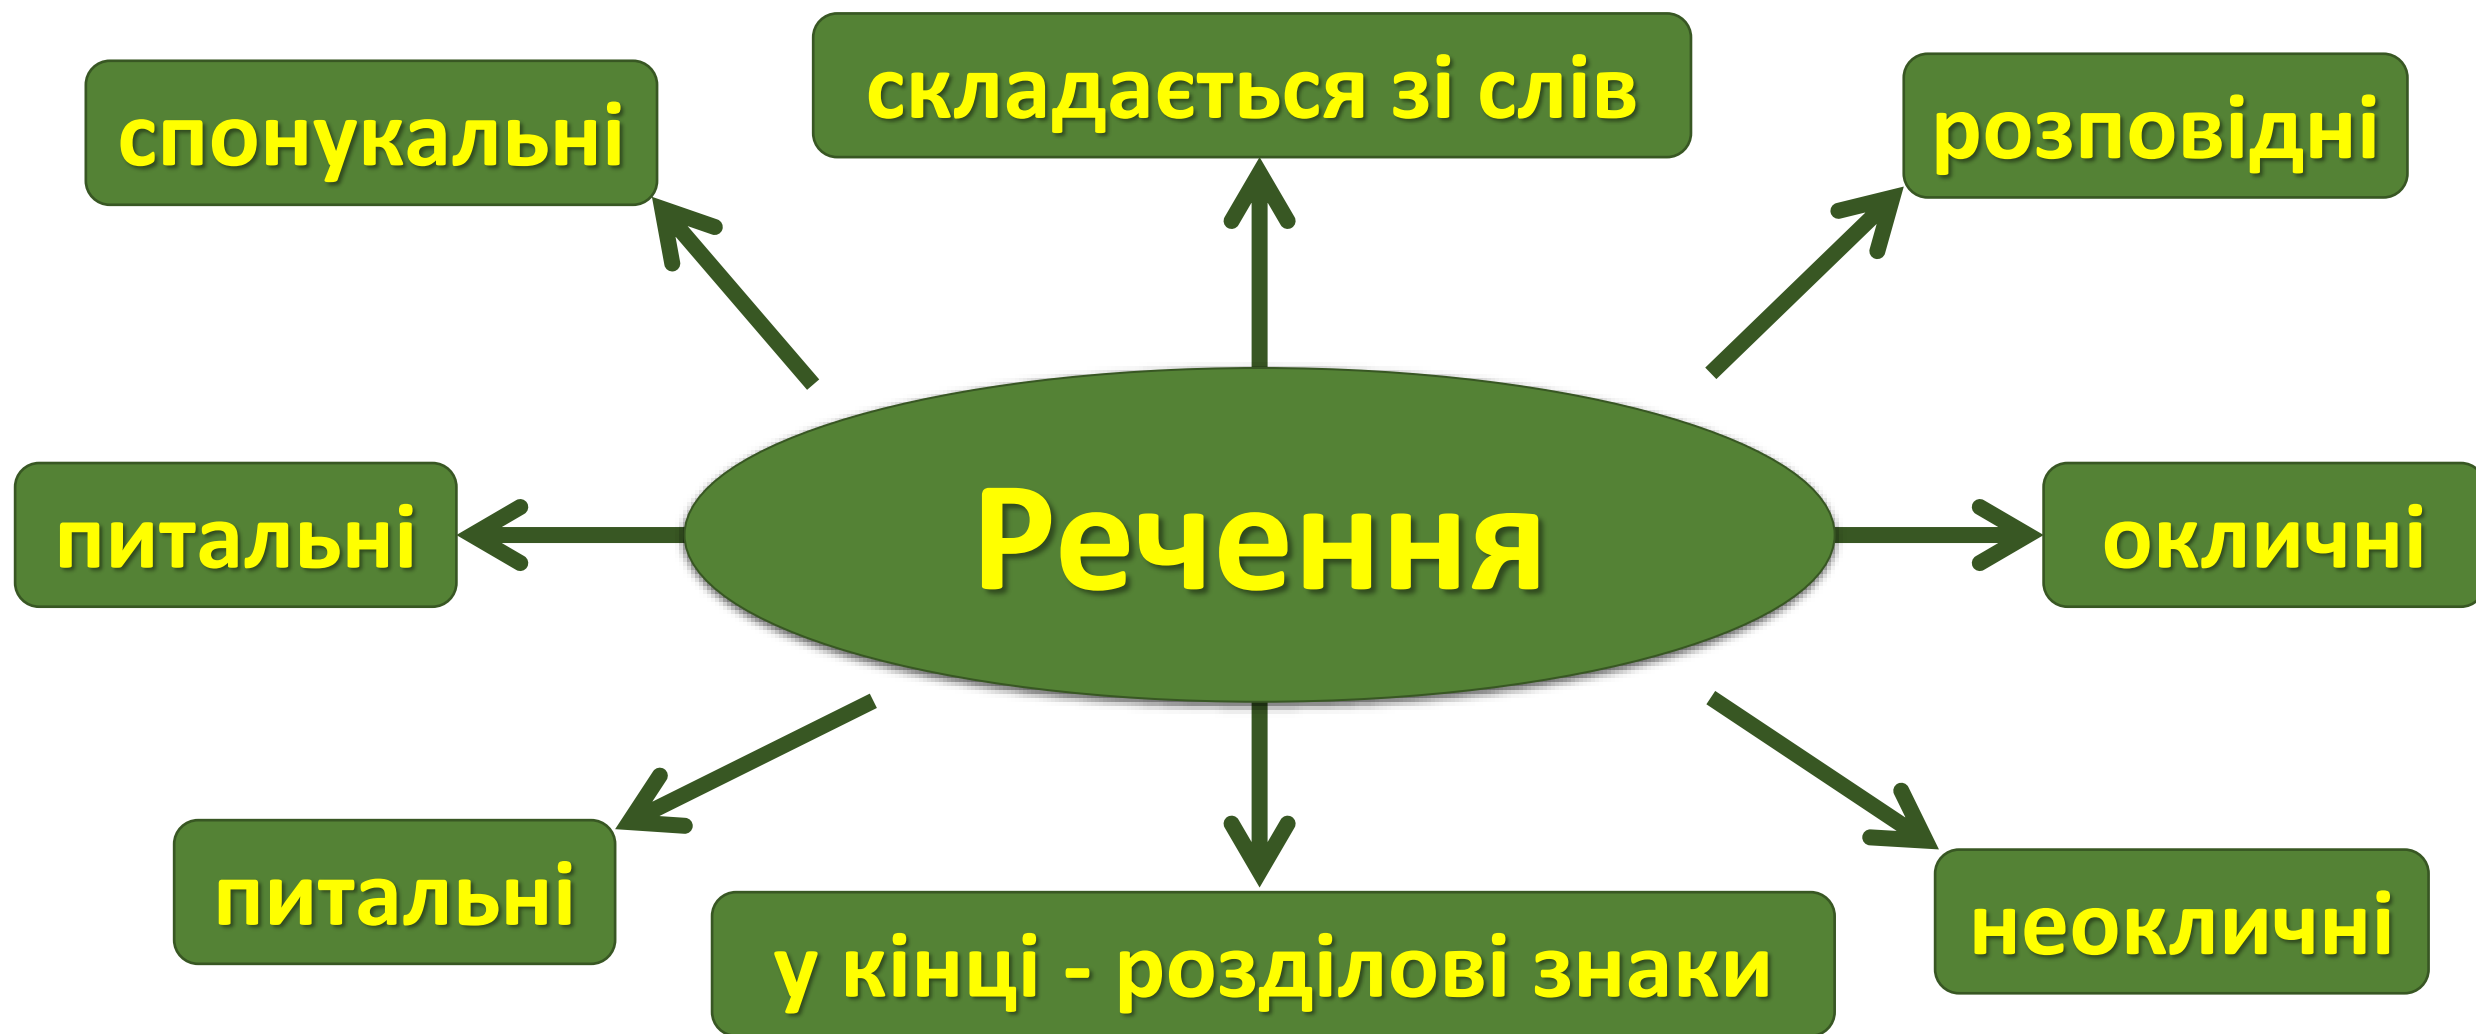 складається зі слів
спонукальні
розповідні
Речення
питальні
окличні
питальні
неокличні
у кінці - розділові знаки